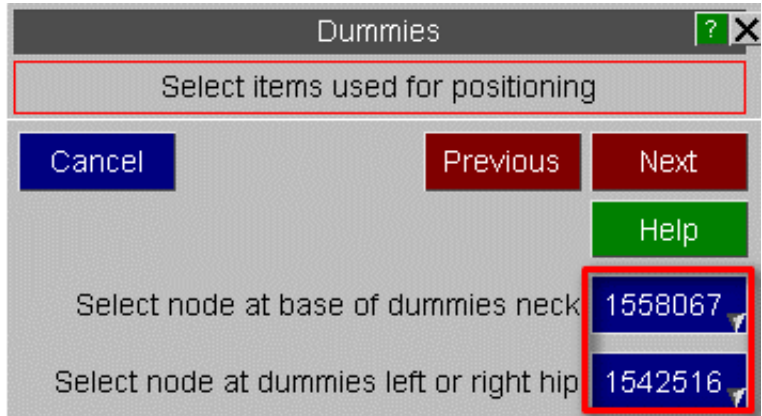 Dummies ? X
Select items used for positioning
Cancel Previous Next
Help
Select node at base of dummies neck 1558067
Select node at dummies left or right hip 1542516